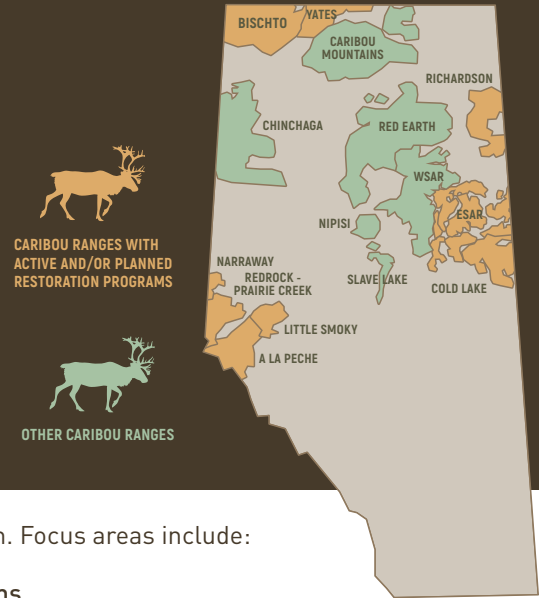 BISCHTO
YATES
CARIBOU
MOUNTAINS
RICHARDSON
CHINCHAGA
RED EARTH
WSAR
ESAR
NIPISI
CARIBOU RANGES WITH
ACTIVE AND/OR PLANNED
RESTORATION PROGRAMS
NARRAWAY
REDROCK -
PRAIRIE CREEK
SLAVE LAKE
COLD LAKE
LITTLE SMOKY
A LA PECHE
OTHER CARIBOU RANGES
. Focus areas include: